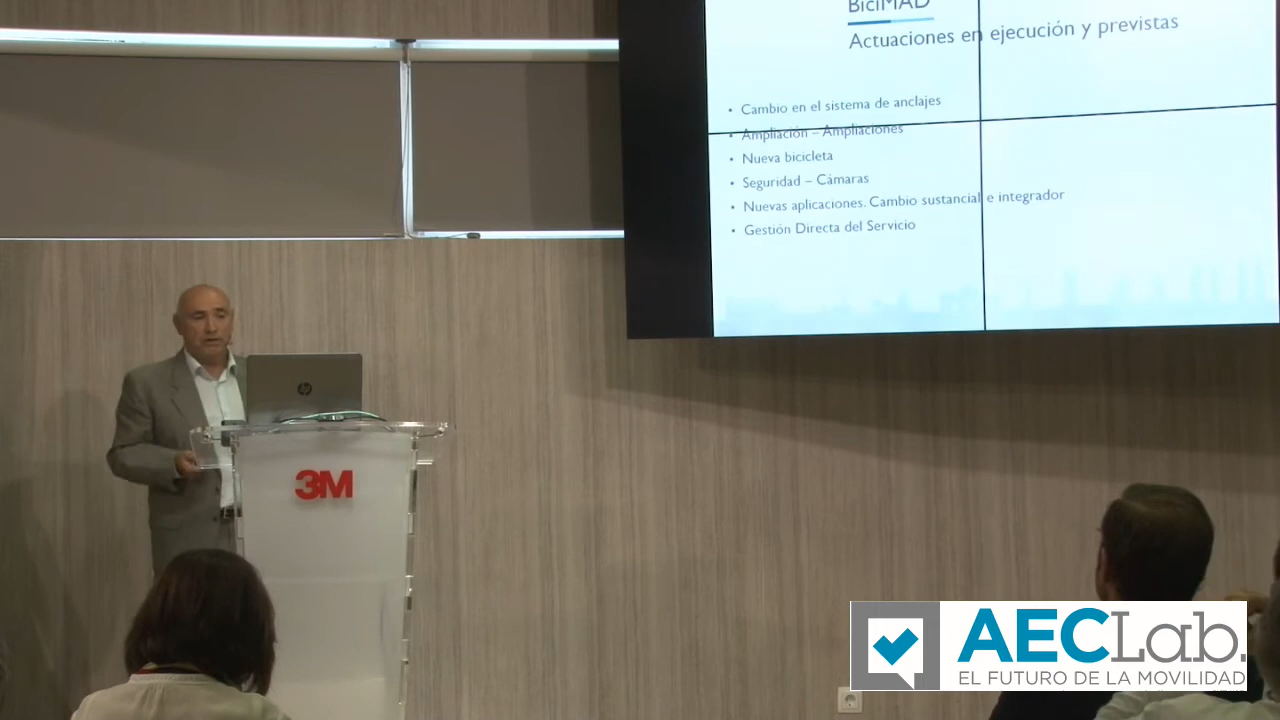 BiciMAD
Actuaciones en ejecución y previstas
• Cambio en el sistema de anclajes
• Ampliación – Ampliaciones
• Nueva bicicleta
• Seguridad – Cámaras
• Nuevas aplicaciones. Cambio sustancial e integrador
• Gestión Directa del Servicio
hp
3M
AECLab.
EL FUTURO DE LA MOVILIDAD